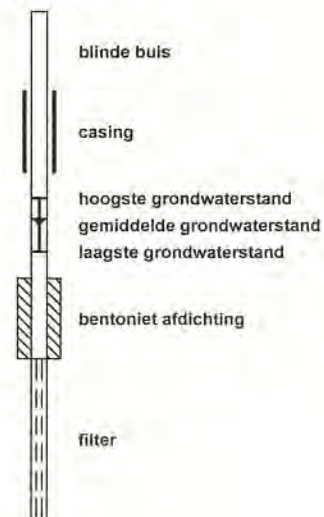 blinde buis
casing
hoogste grondwaterstand
gemiddelde grondwaterstand
laagste grondwaterstand
bentoniet afdichting
filter